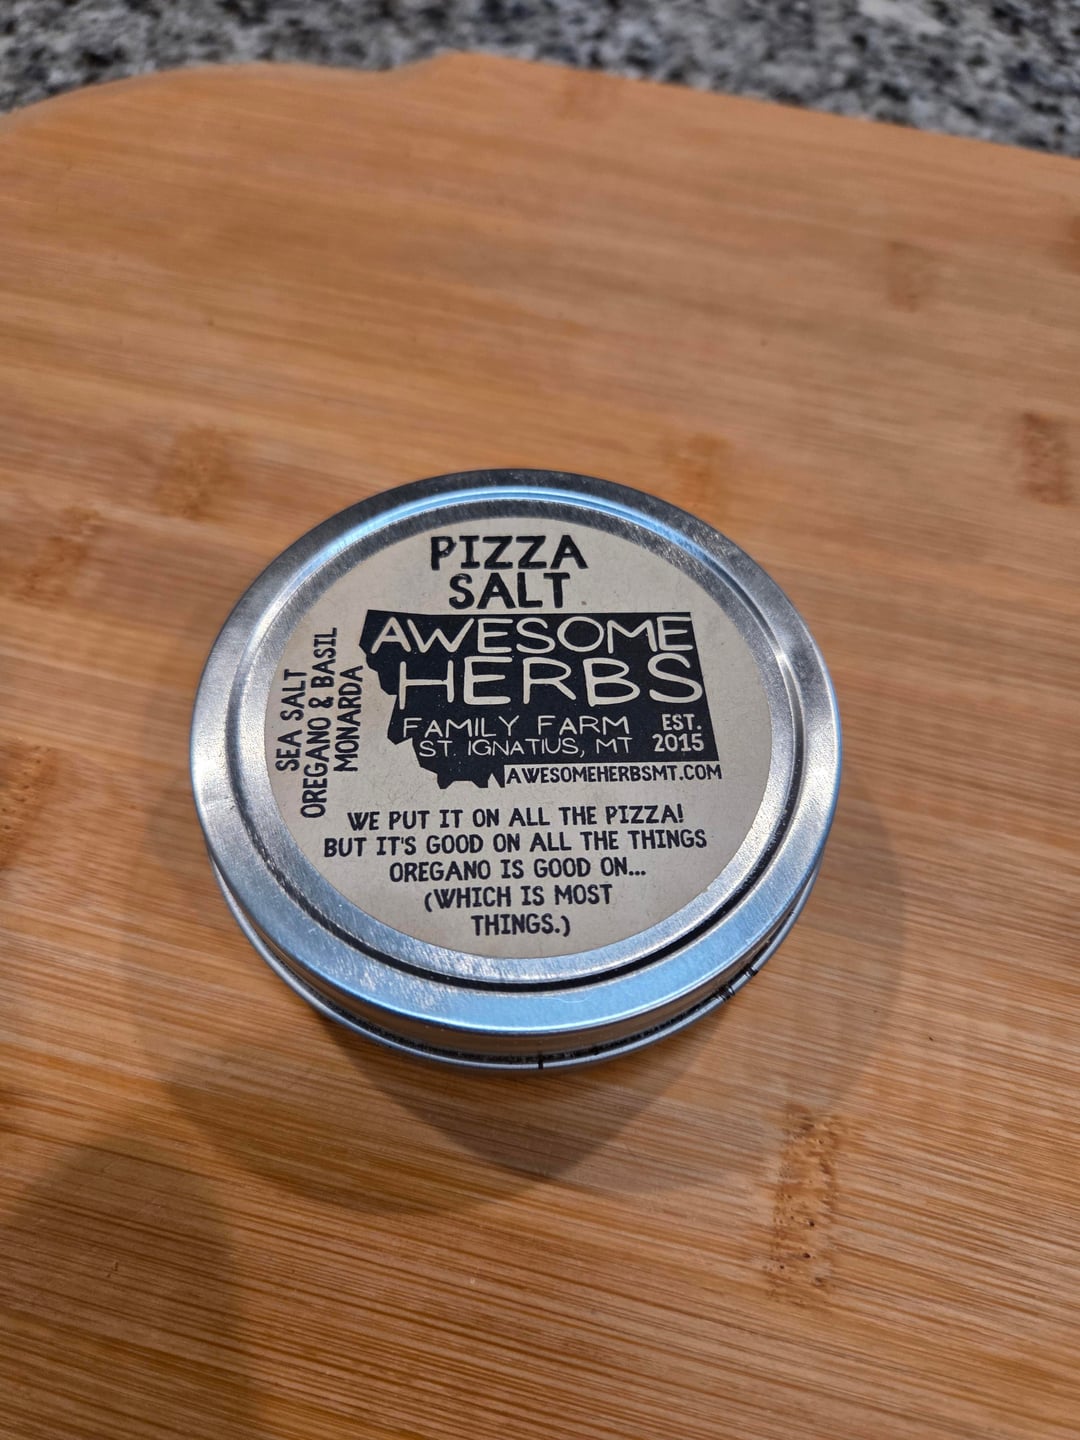 PIZZA
SALT
SEA SALT
OREGANO & BASIL
MONARDA
AWESOME
HERBS
FAMILY FARM
ST. IGNATIUS, MT
EST.
2015
AWESOMEHERBSMT.COM
WE PUT IT ON ALL THE PIZZA!
BUT IT'S GOOD ON ALL THE THINGS
OREGANO IS GOOD ON...
(WHICH IS MOST
THINGS.)